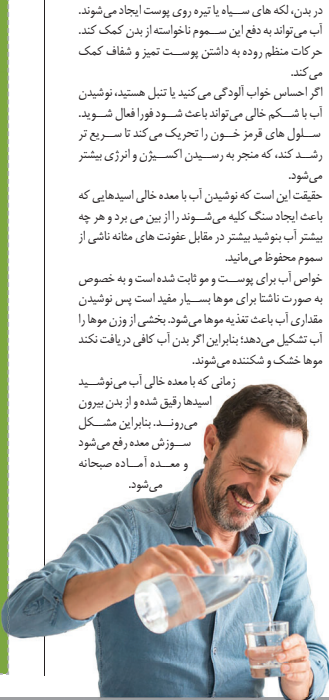 در بدن، لکه های سیاه یا تیره روی پوست ایجاد می‌شوند.
آب می‌تواند به دفع این سموم ناخواسته از بدن کمک کند.
حرکات منظم روده به داشتن پوست تمیز و شفاف کمک
می‌کند.
اگر احساس خواب آلودگی می‌کنید یا تنبل هستید، نوشیدن
آب با شکم خالی می‌تواند باعث شود فورا فعال شوید.
سلول های قرمز خون را تحریک می‌کند تا سریع تر
رشد کند، که منجر به رسیدن اکسیژن و انرژی بیشتر
می‌شود.
حقیقت این است که نوشیدن آب با معده خالی اسیدهایی که
باعث ایجاد سنگ کلیه می‌شوند را از بین می برد و هر چه
بیشتر آب بنوشید بیشتر در مقابل عفونت های مثانه ناشی از
سموم محفوظ می‌مانید.
خواص آب برای پوست و مو ثابت شده است و به خصوص
به صورت ناشتا برای موها بسیار مفید است پس نوشیدن
مقداری آب باعث تغذیه موها می‌شود. بخشی از وزن موها را
آب تشکیل می‌دهد؛ بنابراین اگر بدن آب کافی دریافت نکند
موها خشک و شکننده می‌شوند.
زمانی که با معده خالی آب می‌نوشید
اسیدها رقیق شده و از بدن بیرون
می‌روند. بنابراین مشکل
سوزش معده رفع می‌شود
و معده آماده صبحانه
می‌شود.